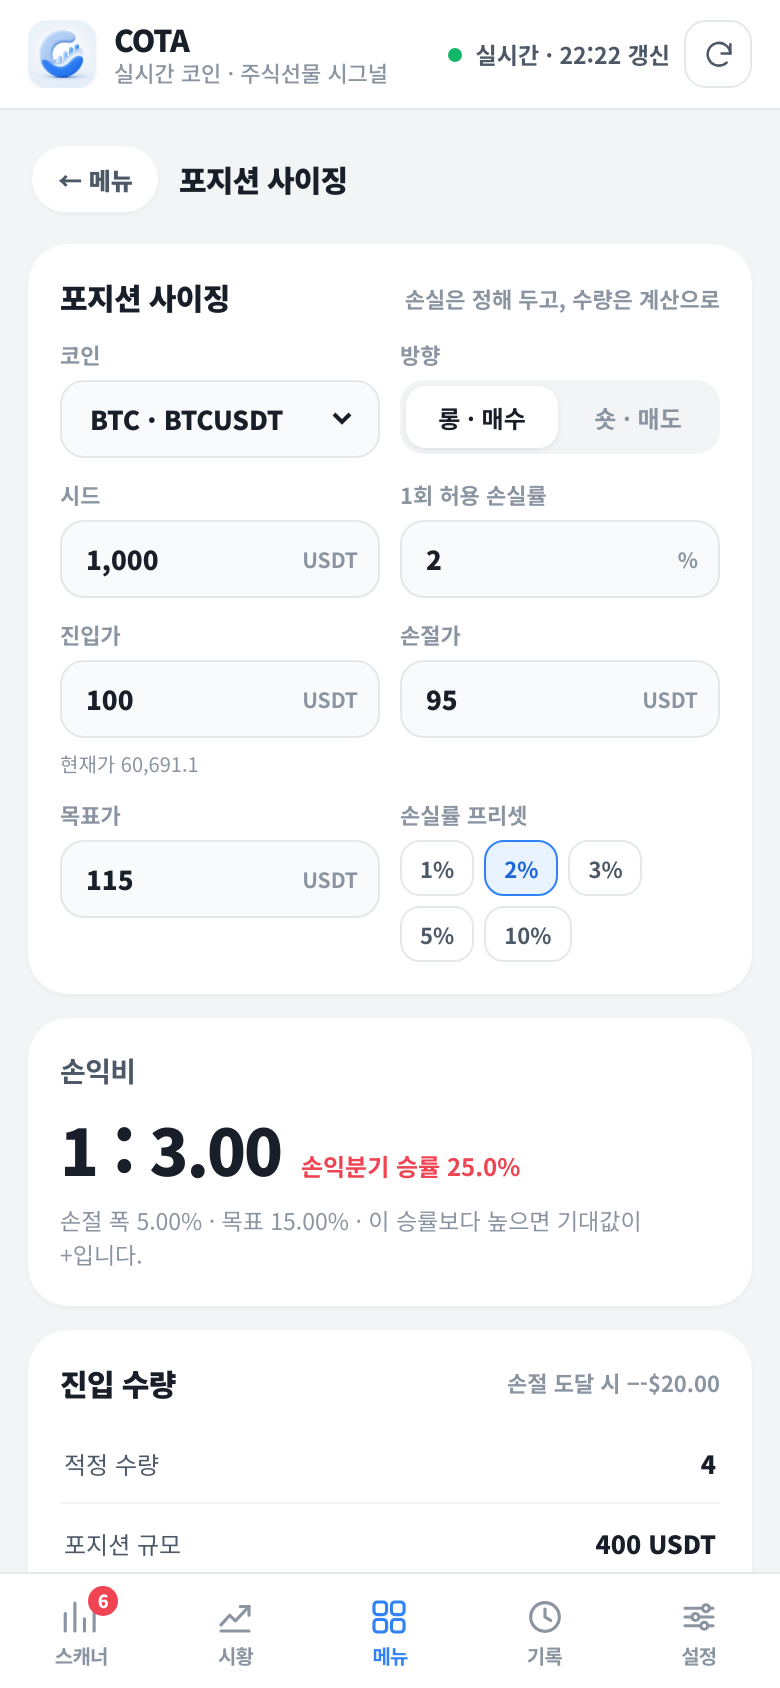 COTA
실시간 코인 · 주식선물 시그널
실시간 · 22:22 갱신
← 메뉴
포지션 사이징
포지션 사이징
손실은 정해 두고, 수량은 계산으로
코인
방향
BTC · BTCUSDT
롱 · 매수
숏 · 매도
시드
1회 허용 손실률
1,000 USDT
2 %
진입가
손절가
100 USDT
95 USDT
현재가 60,691.1
목표가
손실률 프리셋
115 USDT
1%
2%
3%
5%
10%
손익비
1 : 3.00
손익분기 승률 25.0%
손절 폭 5.00% · 목표 15.00% · 이 승률보다 높으면 기대값이
+입니다.
진입 수량
손절 도달 시 −-$20.00
적정 수량
4
포지션 규모
400 USDT
6
스캐너
시황
메뉴
기록
설정